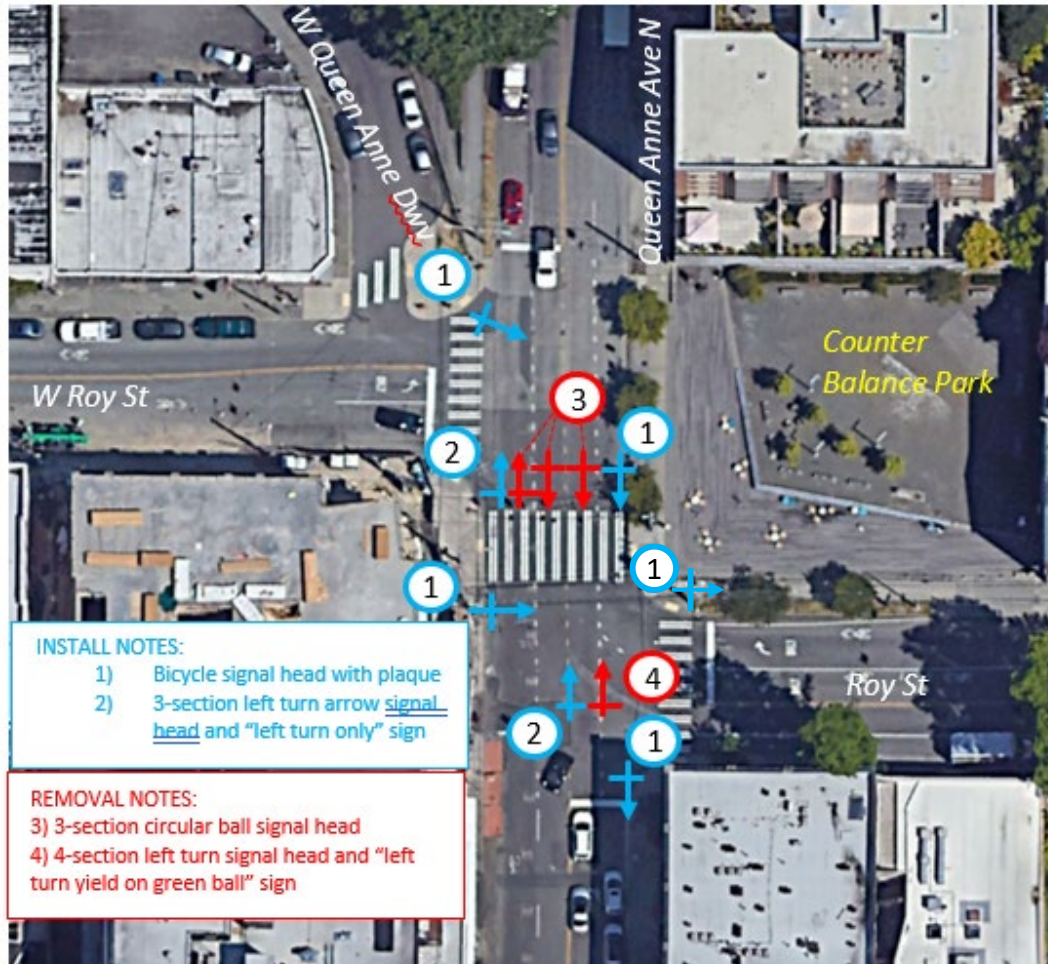 W Queen Anne Dwy
Queen Anne Ave N
1
Counter
Balance Park
W Roy St
3
2
1
1
1
INSTALL NOTES:
1) Bicycle signal head with plaque
2) 3-section left turn arrow signal
head and “left turn only” sign
4
Roy St
2
1
REMOVAL NOTES:
3) 3-section circular ball signal head
4) 4-section left turn signal head and “left
turn yield on green ball” sign